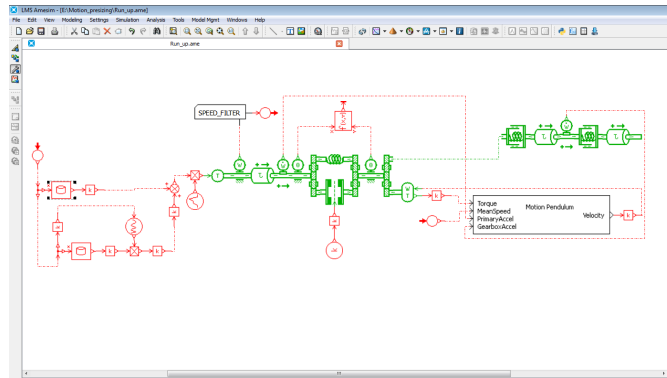 LMS Amesim - [E:\Motion_presizing\Run_up.ame]
File Edit View Modeling Settings Simulation Analysis Tools Model Mgmt Windows Help
Run_up.ame
SPEED_FILTER
Torque
MeanSpeed
PrimaryAccel
GearboxAccel
Motion Pendulum
Velocity
k
k
k
k
k